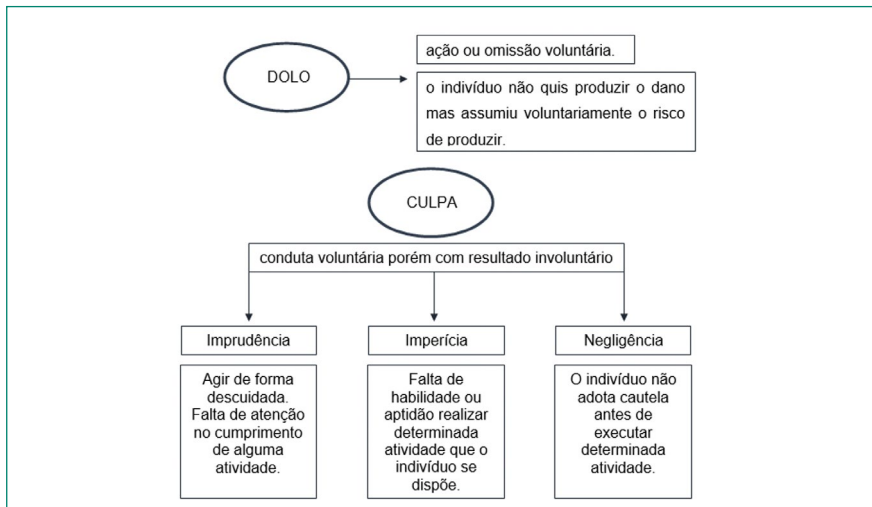 DOLO
ação ou omissão voluntária.
o indivíduo não quis produzir o dano
mas assumiu voluntariamente o risco
de produzir.
CULPA
conduta voluntária porém com resultado involuntário
Imprudência
Agir de forma
descuidada.
Falta de atenção
no cumprimento
de alguma
atividade.
Imperícia
Falta de
habilidade ou
aptidão realizar
determinada
atividade que o
indivíduo se
dispõe.
Negligência
O indivíduo não
adota cautela
antes de
executar
determinada
atividade.